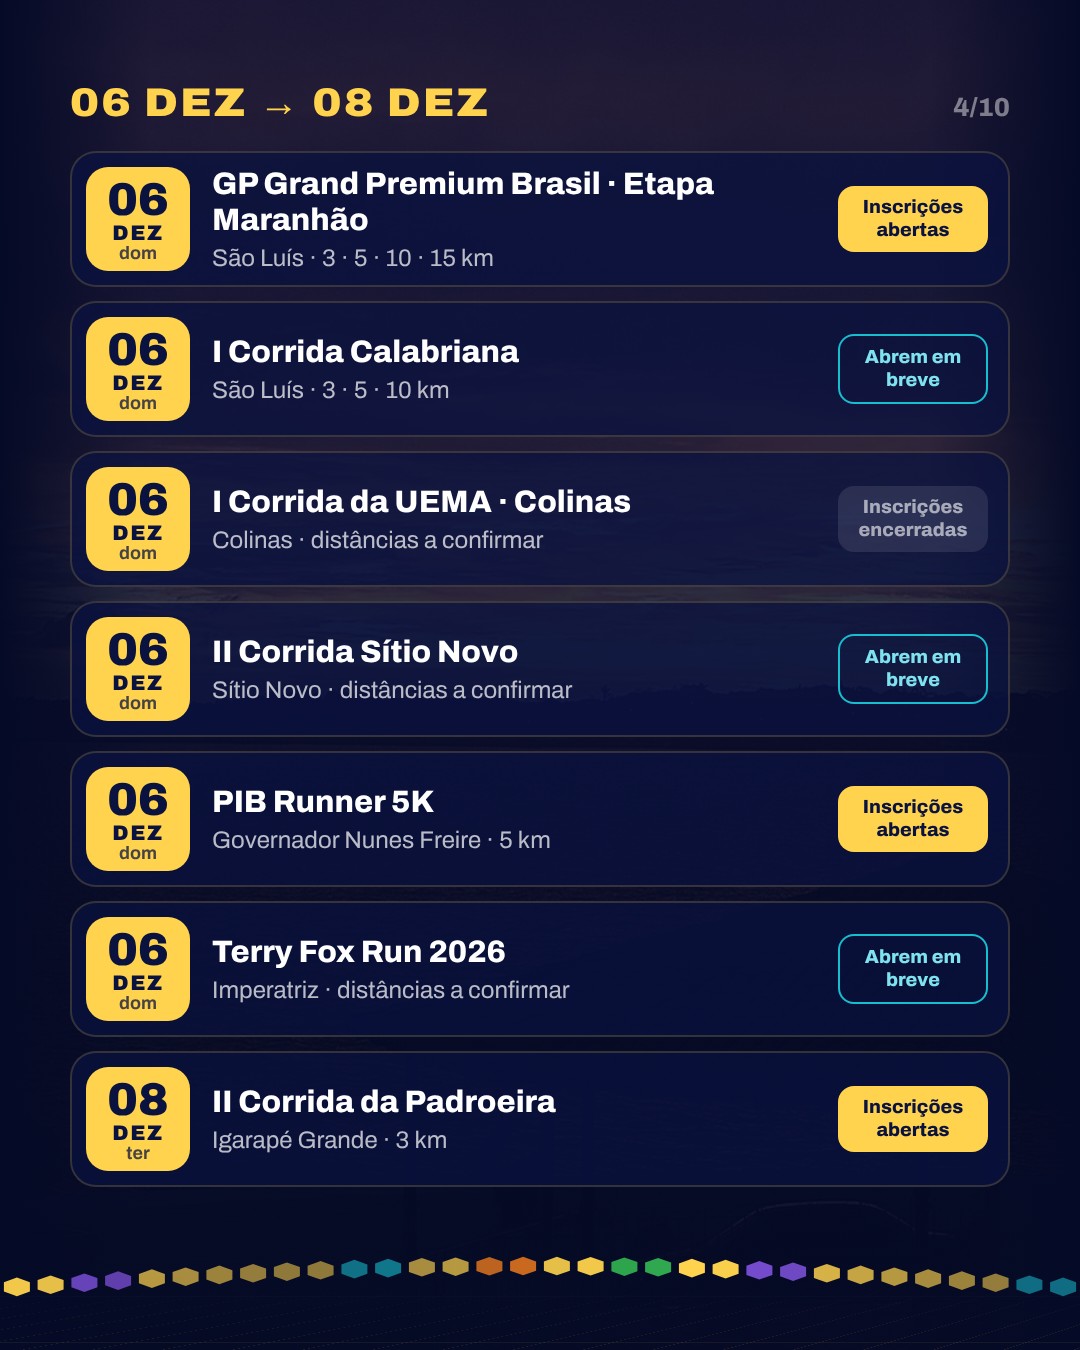 06 DEZ → 08 DEZ
4/10
06
DEZ
dom
GP Grand Premium Brasil · Etapa
Maranhão
São Luís · 3 · 5 · 10 · 15 km
Inscrições
abertas
06
DEZ
dom
I Corrida Calabriana
São Luís · 3 · 5 · 10 km
Abrem em
breve
06
DEZ
dom
I Corrida da UEMA · Colinas
Colinas · distâncias a confirmar
Inscrições
encerradas
06
DEZ
dom
II Corrida Sítio Novo
Sítio Novo · distâncias a confirmar
Abrem em
breve
06
DEZ
dom
PIB Runner 5K
Governador Nunes Freire · 5 km
Inscrições
abertas
06
DEZ
dom
Terry Fox Run 2026
Imperatriz · distâncias a confirmar
Abrem em
breve
08
DEZ
ter
II Corrida da Padroeira
Igarapé Grande · 3 km
Inscrições
abertas